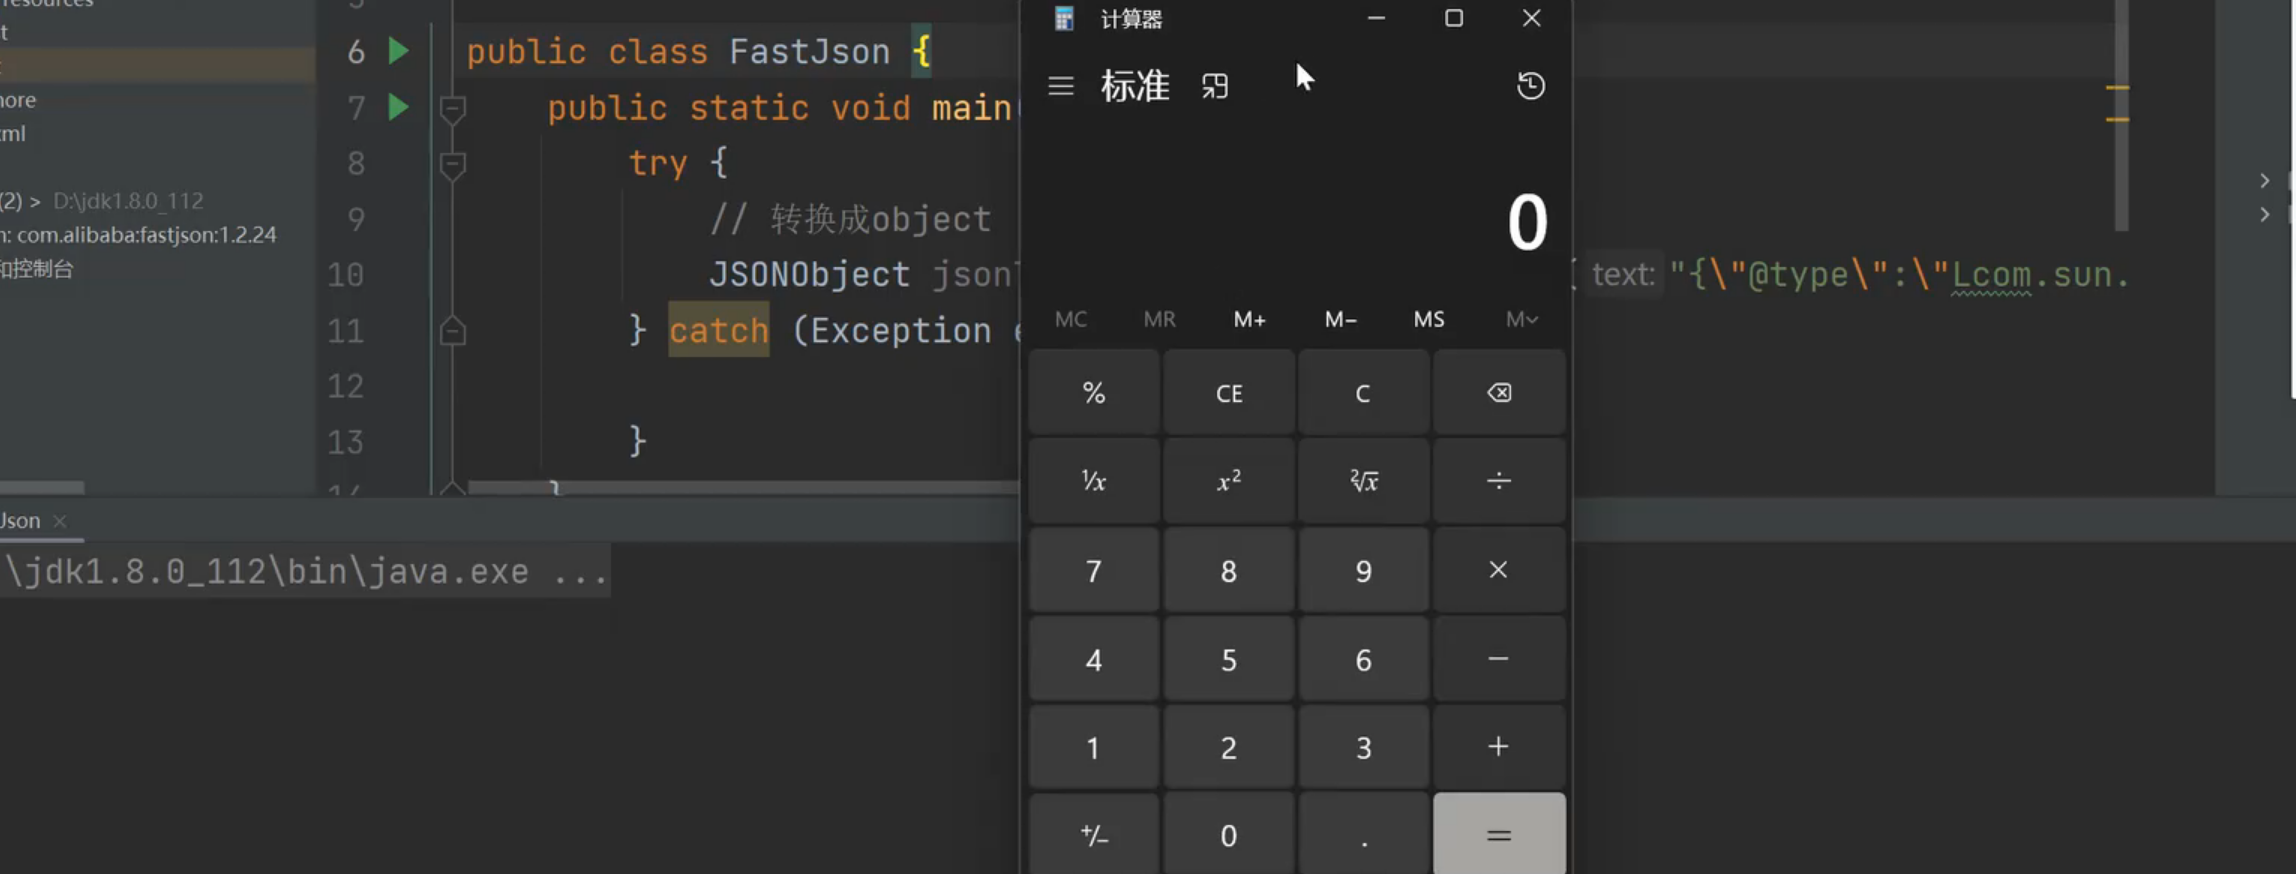 resources
t
6 public class FastJson {
7 public static void main
8 try {
9 // 转换成object
10 JSONObject json
text: "{\"@type\":\"Lcom.sun.
11 } catch (Exception e
12
13 }
}
ore
ml
(2) > D:\jdk1.8.0_112
n: com.alibaba:fastjson:1.2.24
和控制台
Json
\jdk1.8.0_112\bin\java.exe ...
计算器
标准
0
MC MR M+ M− MS M
% CE C
¹/x x² ²√x ÷
7 8 9 ×
4 5 6 −
1 2 3 +
+/− 0 . =